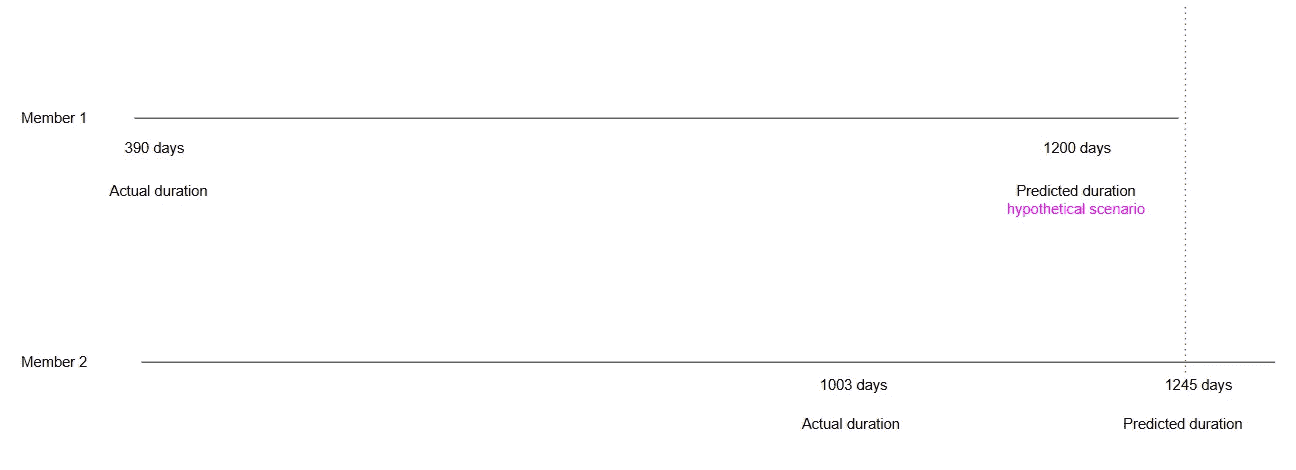 Member 1
390 days
1200 days
Actual duration
Predicted duration
hypothetical scenario
Member 2
1003 days
1245 days
Actual duration
Predicted duration